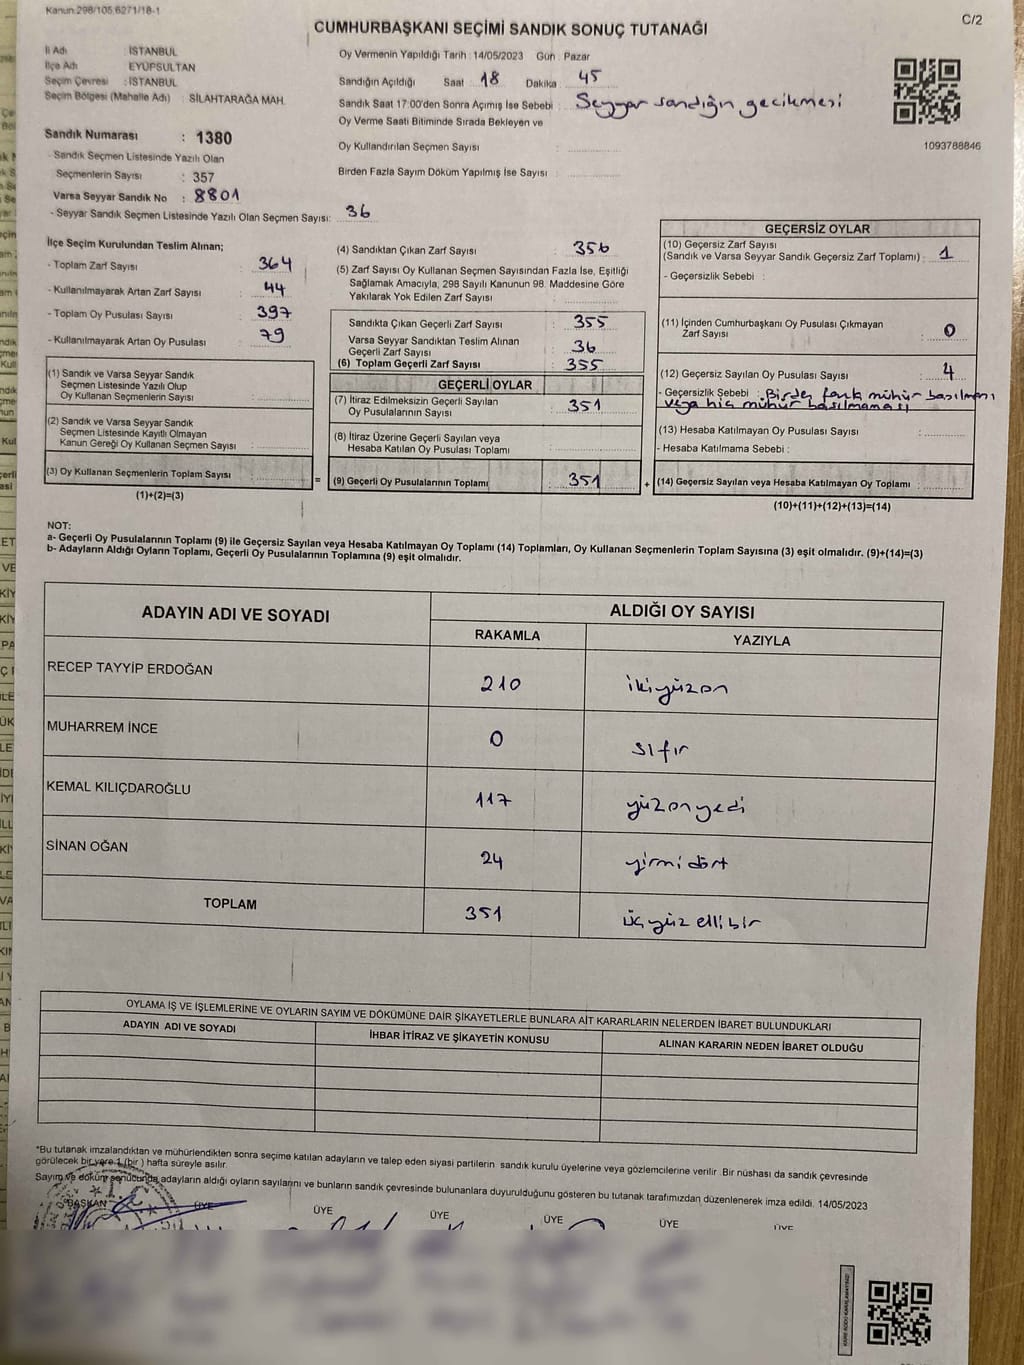 Kanun:298/105,6271/18-1
C/2
CUMHURBAŞKANI SEÇİMİ SANDIK SONUÇ TUTANAĞI
İl Adı : İSTANBUL
İlçe Adı : EYÜPSULTAN
Seçim Çevresi : İSTANBUL
Seçim Bölgesi (Mahalle Adı) : SİLAHTARAĞA MAH.
Oy Vermenin Yapıldığı Tarih : 14/05/2023 Gün : Pazar
Sandığın Açıldığı Saat : 18 Dakika : 45
Sandık Saat 17:00'den Sonra Açımış İse Sebebi : Seyyar sandığın gecikmesi
Oy Verme Saati Bitiminde Sırada Bekleyen ve
Oy Kullandırılan Seçmen Sayısı :
Birden Fazla Sayım Döküm Yapılmış İse Sayısı :
1093788846
Sandık Numarası : 1380
- Sandık Seçmen Listesinde Yazılı Olan
Seçmenlerin Sayısı : 357
Varsa Seyyar Sandık No : 8801
- Seyyar Sandık Seçmen Listesinde Yazılı Olan Seçmen Sayısı: 36
İlçe Seçim Kurulundan Teslim Alınan;
- Toplam Zarf Sayısı : 364
- Kullanılmayarak Artan Zarf Sayısı : 44
- Toplam Oy Pusulası Sayısı : 397
- Kullanılmayarak Artan Oy Pusulası : 79
(1) Sandık ve Varsa Seyyar Sandık
Seçmen Listesinde Yazılı Olup
Oy Kullanan Seçmenlerin Sayısı :
(2) Sandık ve Varsa Seyyar Sandık
Seçmen Listesinde Kayıtlı Olmayan
Kanun Gereği Oy Kullanan Seçmen Sayısı :
(3) Oy Kullanan Seçmenlerin Toplam Sayısı :
(1)+(2)=(3)
=
(4) Sandıktan Çıkan Zarf Sayısı : 356
(5) Zarf Sayısı Oy Kullanan Seçmen Sayısından Fazla İse, Eşitliği
Sağlamak Amacıyla, 298 Sayılı Kanunun 98. Maddesine Göre
Yakılarak Yok Edilen Zarf Sayısı :
Sandıkta Çıkan Geçerli Zarf Sayısı : 355
Varsa Seyyar Sandıktan Teslim Alınan
Geçerli Zarf Sayısı : 36
(6) Toplam Geçerli Zarf Sayısı : 355
GEÇERLİ OYLAR
(7) İtiraz Edilmeksizin Geçerli Sayılan
Oy Pusulalarının Sayısı : 351
(8) İtiraz Üzerine Geçerli Sayılan veya
Hesaba Katılan Oy Pusulası Toplamı :
(9) Geçerli Oy Pusulalarının Toplamı : 351
+
GEÇERSİZ OYLAR
(10) Geçersiz Zarf Sayısı
(Sandık ve Varsa Seyyar Sandık Geçersiz Zarf Toplamı) : 1
- Geçersizlik Sebebi :
(11) İçinden Cumhurbaşkanı Oy Pusulası Çıkmayan
Zarf Sayısı : 0
(12) Geçersiz Sayılan Oy Pusulası Sayısı : 4
- Geçersizlik Sebebi : Birden fazla mühür basılması
veya hiç mühür basılmaması
(13) Hesaba Katılmayan Oy Pusulası Sayısı :
- Hesaba Katılmama Sebebi :
(14) Geçersiz Sayılan veya Hesaba Katılmayan Oy Toplamı :
(10)+(11)+(12)+(13)=(14)
NOT:
a- Geçerli Oy Pusulalarının Toplamı (9) ile Geçersiz Sayılan veya Hesaba Katılmayan Oy Toplamı (14) Toplamları, Oy Kullanan Seçmenlerin Toplam Sayısına (3) eşit olmalıdır. (9)+(14)=(3)
b- Adayların Aldığı Oyların Toplamı, Geçerli Oy Pusulalarının Toplamına (9) eşit olmalıdır.
ADAYIN ADI VE SOYADI
ALDIĞI OY SAYISI
RAKAMLA YAZIYLA
RECEP TAYYİP ERDOĞAN 210 ikiyüzon
MUHARREM İNCE 0 sıfır
KEMAL KILIÇDAROĞLU 117 yüzonyedi
SİNAN OĞAN 24 yirmidört
TOPLAM 351 üçyüz ellibir
OYLAMA İŞ VE İŞLEMLERİNE VE OYLARIN SAYIM VE DÖKÜMÜNE DAİR ŞİKAYETLERLE BUNLARA AİT KARARLARIN NELERDEN İBARET BULUNDUKLARI
ADAYIN ADI VE SOYADI İHBAR İTİRAZ VE ŞİKAYETİN KONUSU ALINAN KARARIN NEDEN İBARET OLDUĞU
*Bu tutanak imzalandıktan ve mühürlendikten sonra seçime katılan adayların ve talep eden siyasi partilerin sandık kurulu üyelerine veya gözlemcilerine verilir. Bir nüshası da sandık çevresinde
görülecek bir yere 1 (bir ) hafta süreyle asılır.
Sayım ve döküm sonucunda adayların aldığı oyların sayılarını ve bunların sandık çevresinde bulunanlara duyurulduğunu gösteren bu tutanak tarafımızdan düzenlenerek imza edildi. 14/05/2023
BAŞKAN ÜYE ÜYE ÜYE ÜYE ÜYE ÜYE
T.C.